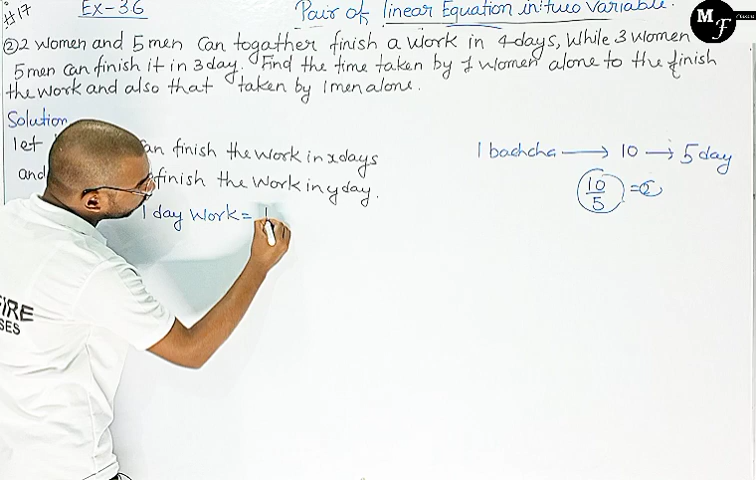 #17
Ex-36
Pair of linear Equation in two variable.
② 2 women and 5 men can togather finish a work in 4 days, while 3 women
5 men can finish it in 3 day. Find the time taken by 1 women alone to the finish
the work and also that taken by 1 men alone.
Solution
let an finish the work in x days
and finish the work in y day.
1 day work = 1
1 bachcha → 10 → 5 day
10/5 = 2
M F
FIRE
SES